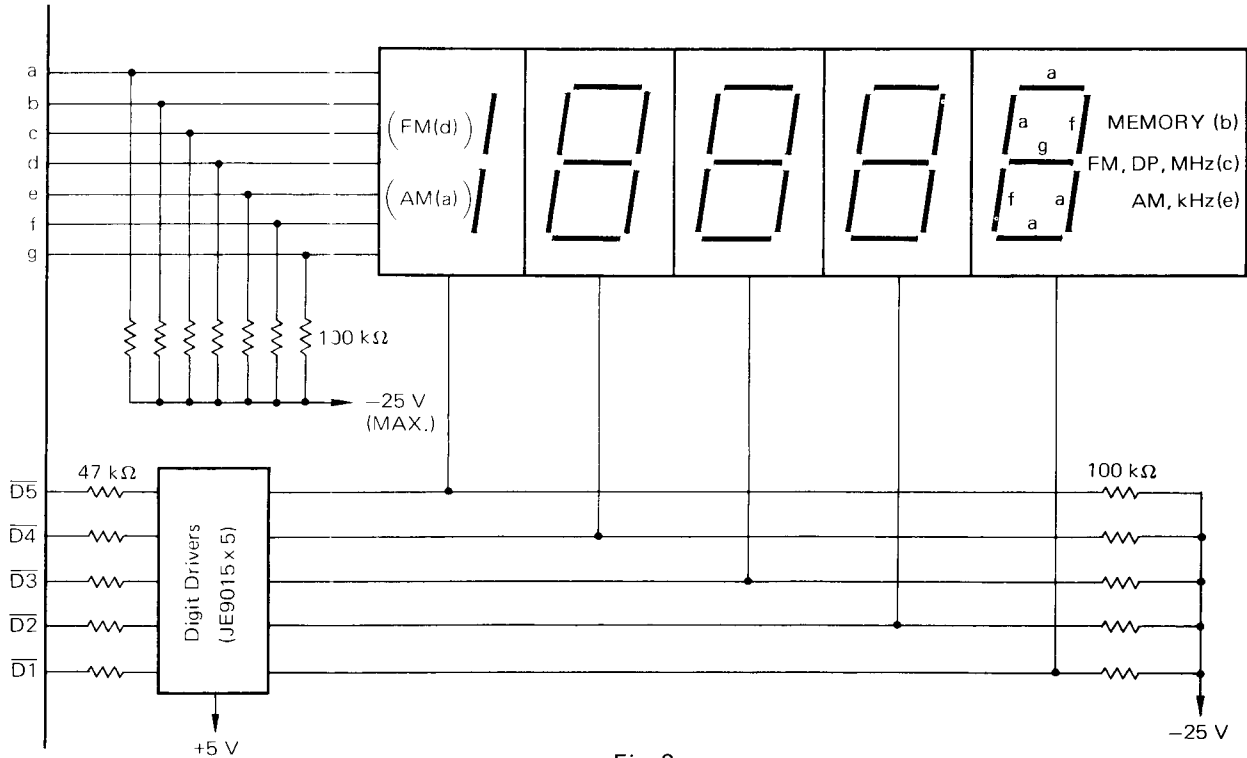 a
b
c
d
e
f
g
(FM(d))
(AM(a))
a
a f
g
f a
a
MEMORY (b)
FM, DP, MHz(c)
AM, kHz(e)
100 kΩ
−25 V
(MAX.)
47 kΩ
D5
D4
D3
D2
D1
Digit Drivers
(JE9015 x 5)
+5 V
100 kΩ
−25 V